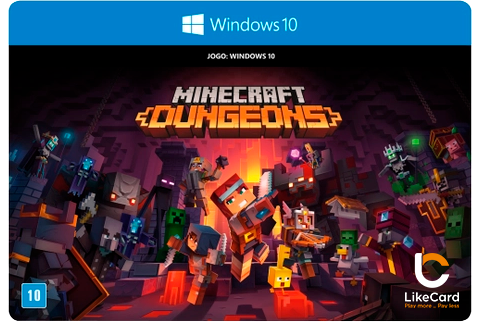 Windows 10
JOGO: WINDOWS 10
MINECRAFT
DUNGEONS
10
LikeCard
Play more .. Pay less